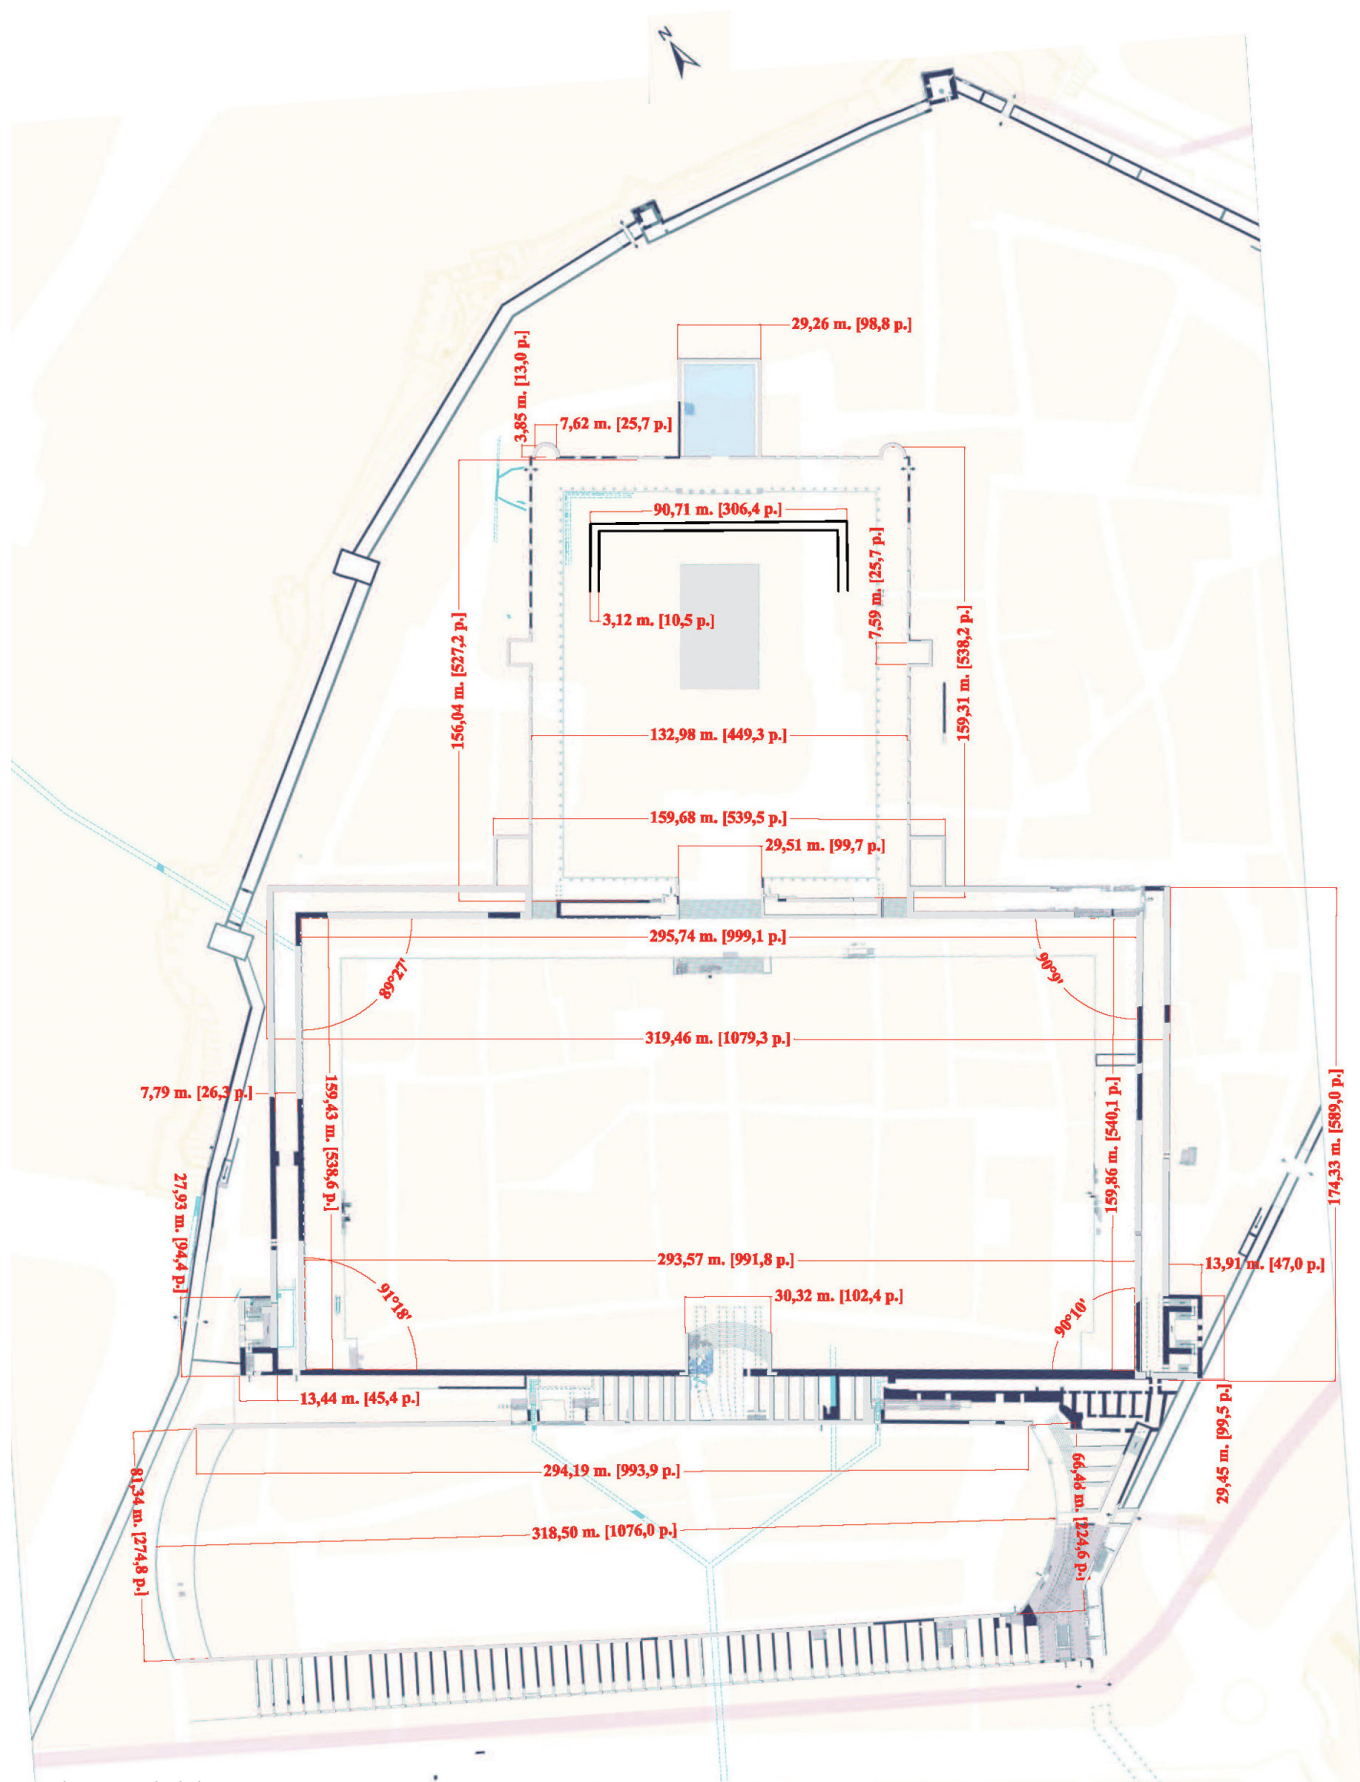 N
29,26 m. [98,8 p.]
3,85 m. [13,0 p.]
7,62 m. [25,7 p.]
90,71 m. [306,4 p.]
7,59 m. [25,7 p.]
3,12 m. [10,5 p.]
156,04 m. [527,2 p.]
159,31 m. [538,2 p.]
132,98 m. [449,3 p.]
159,68 m. [539,5 p.]
29,51 m. [99,7 p.]
295,74 m. [999,1 p.]
89°27'
90°9'
319,46 m. [1079,3 p.]
7,79 m. [26,3 p.]
159,43 m. [538,6 p.]
159,86 m. [540,1 p.]
174,33 m. [589,0 p.]
27,93 m. [94,4 p.]
293,57 m. [991,8 p.]
13,91 m. [47,0 p.]
91°18'
30,32 m. [102,4 p.]
90°10'
13,44 m. [45,4 p.]
29,45 m. [99,5 p.]
294,19 m. [993,9 p.]
81,34 m. [274,8 p.]
66,48 m. [224,6 p.]
318,50 m. [1076,0 p.]